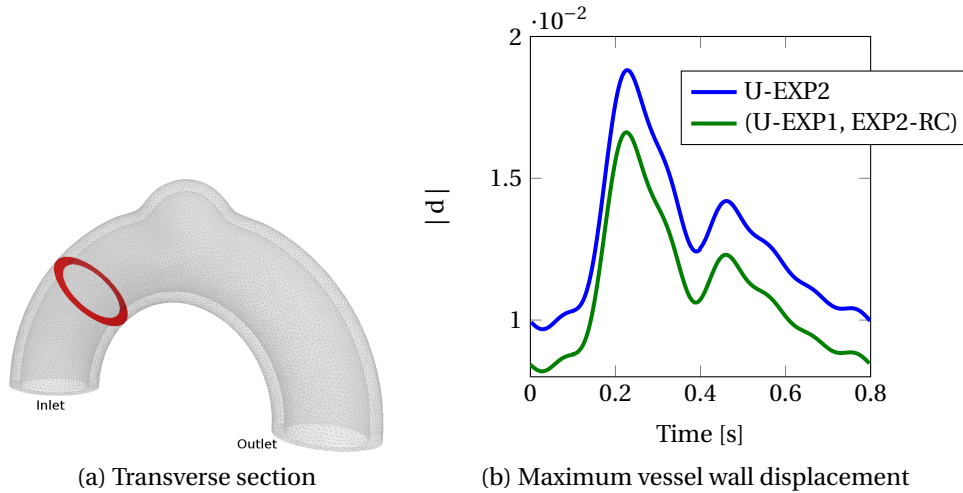 Inlet
Outlet
(a) Transverse section
·10−2
2
1.5
1
| d |
U-EXP2
(U-EXP1, EXP2-RC)
0
0.2
0.4
0.6
0.8
Time [s]
(b) Maximum vessel wall displacement